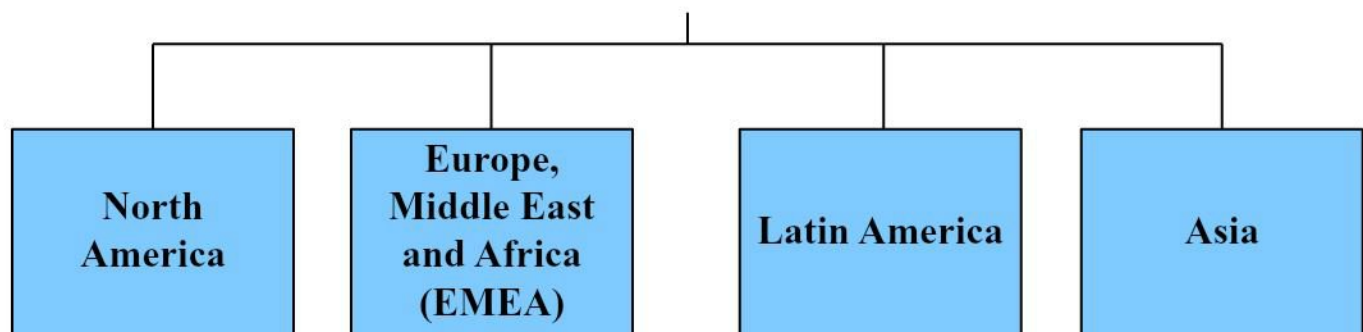 North
America
Europe,
Middle East
and Africa
(EMEA)
Latin America
Asia